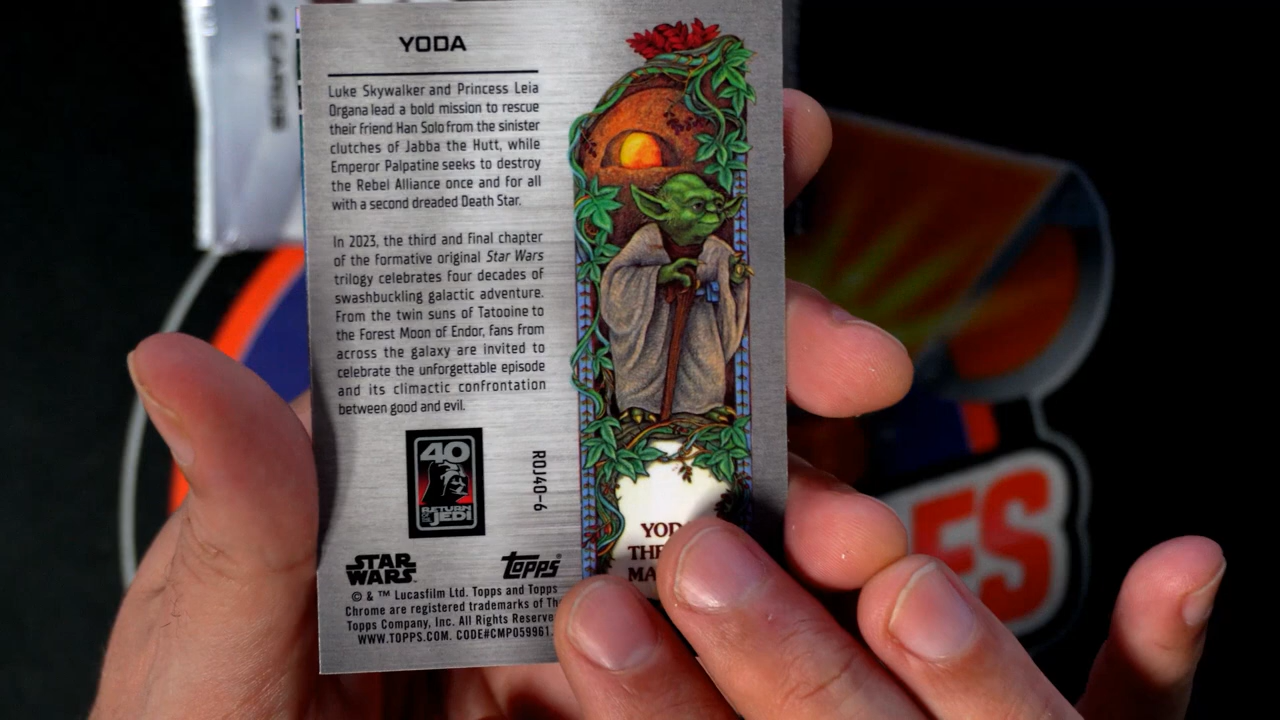 YODA
Luke Skywalker and Princess Leia
Organa lead a bold mission to rescue
their friend Han Solo from the sinister
clutches of Jabba the Hutt, while
Emperor Palpatine seeks to destroy
the Rebel Alliance once and for all
with a second dreaded Death Star.
In 2023, the third and final chapter
of the formative original Star Wars
trilogy celebrates four decades of
swashbuckling galactic adventure.
From the twin suns of Tatooine to
the Forest Moon of Endor, fans from
across the galaxy are invited to
celebrate the unforgettable episode
and its climactic confrontation
between good and evil.
40
RETURN
OF THE JEDI
ROJ40-6
STAR
WARS
Topps
© & ™ Lucasfilm Ltd. Topps and Topps
Chrome are registered trademarks of
Topps Company, Inc. All Rights
WWW.TOPPS.COM. CODE#CMP059961
CARDS
ES